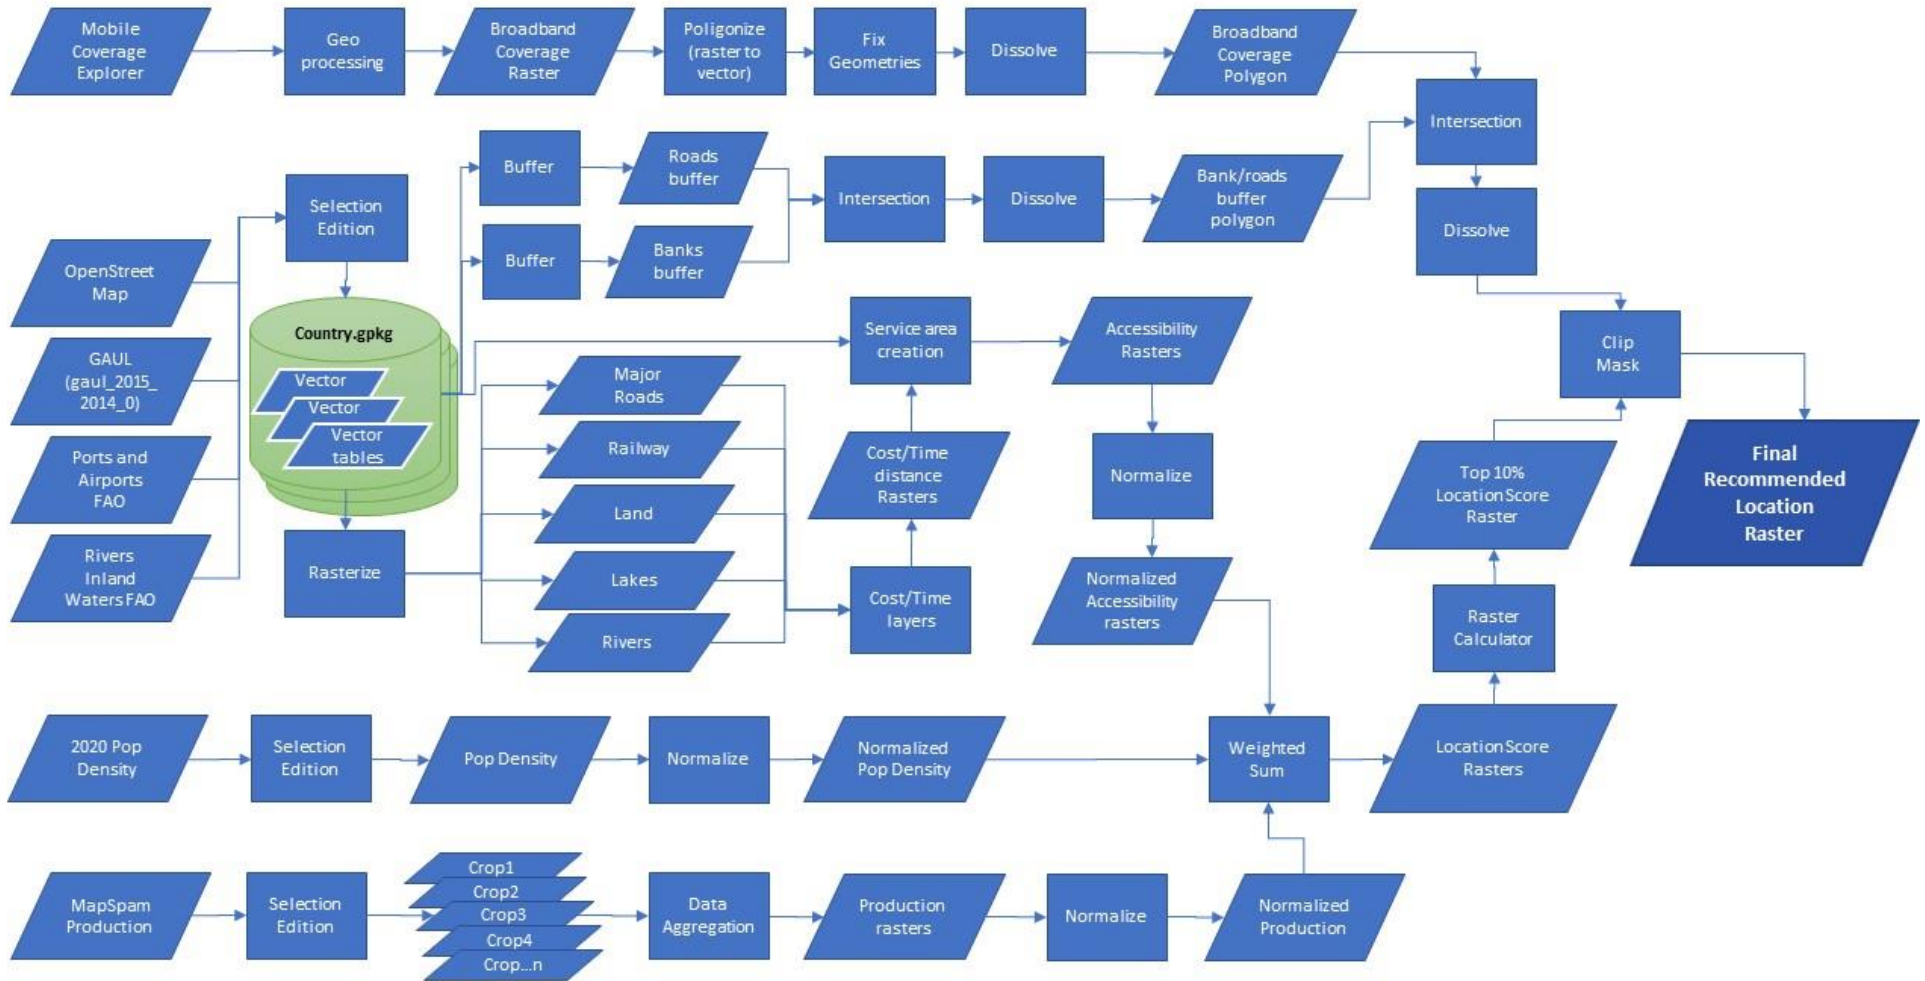 Mobile
Coverage
Explorer
Geo
processing
Broadband
Coverage
Raster
Poligonize
(raster to
vector)
Fix
Geometries
Dissolve
Broadband
Coverage
Polygon
Intersection
Buffer
Roads
buffer
Selection
Edition
Intersection
Dissolve
Bank/roads
buffer
polygon
Dissolve
Buffer
Banks
buffer
OpenStreet
Map
Country.gpkg
Vector
Vector
Vector
tables
Service area
creation
Accessibility
Rasters
Clip
Mask
GAUL
(gaul_2015_
2014_0)
Major
Roads
Railway
Land
Lakes
Rivers
Cost/Time
distance
Rasters
Normalize
Top 10%
Location Score
Raster
Final
Recommended
Location
Raster
Ports and
Airports
FAO
Rivers
Inland
Waters FAO
Rasterize
Cost/Time
layers
Normalized
Accessibility
rasters
Raster
Calculator
2020 Pop
Density
Selection
Edition
Pop Density
Normalize
Normalized
Pop Density
Weighted
Sum
Location Score
Rasters
MapSpam
Production
Selection
Edition
Crop1
Crop2
Crop3
Crop4
Crop...n
Data
Aggregation
Production
rasters
Normalize
Normalized
Production